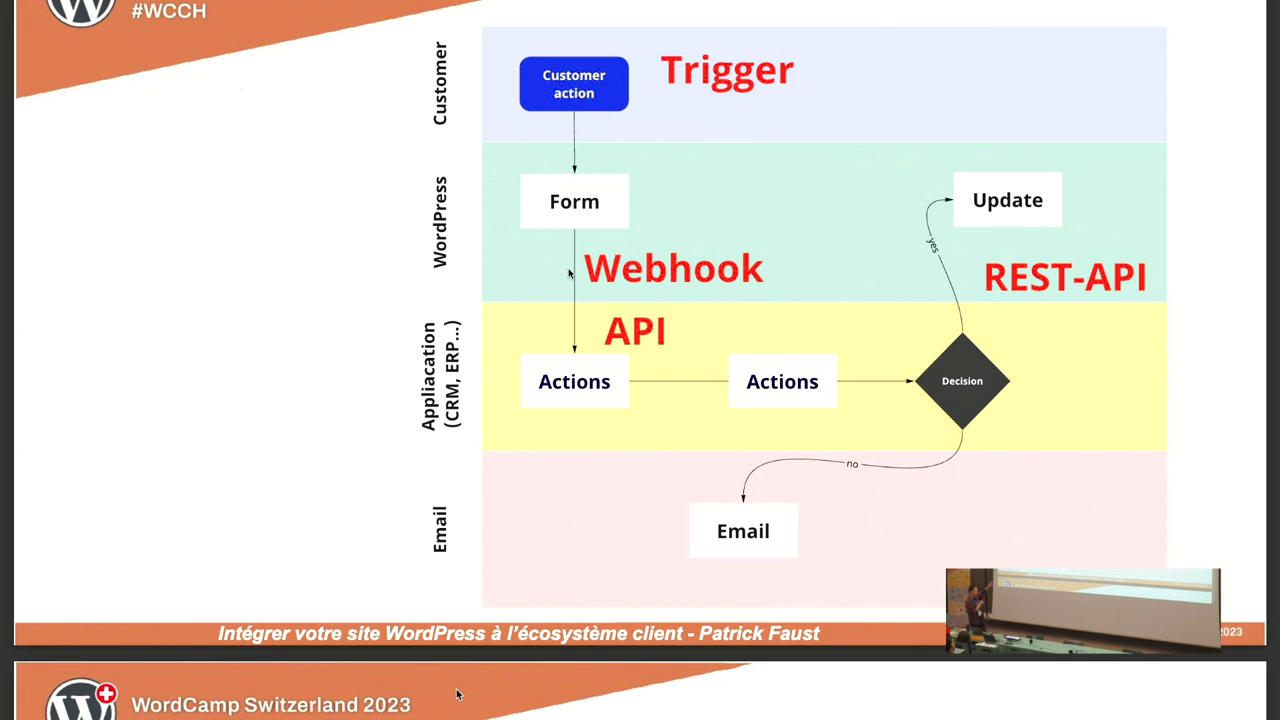 #WCCH
Customer
Customer
action
Trigger
WordPress
Form
Update
yes
Webhook
REST-API
Appliacation
(CRM, ERP...)
API
Actions
Actions
Decision
no
Email
Email
Intégrer votre site WordPress à l'écosystème client - Patrick Faust
2023
WordCamp Switzerland 2023